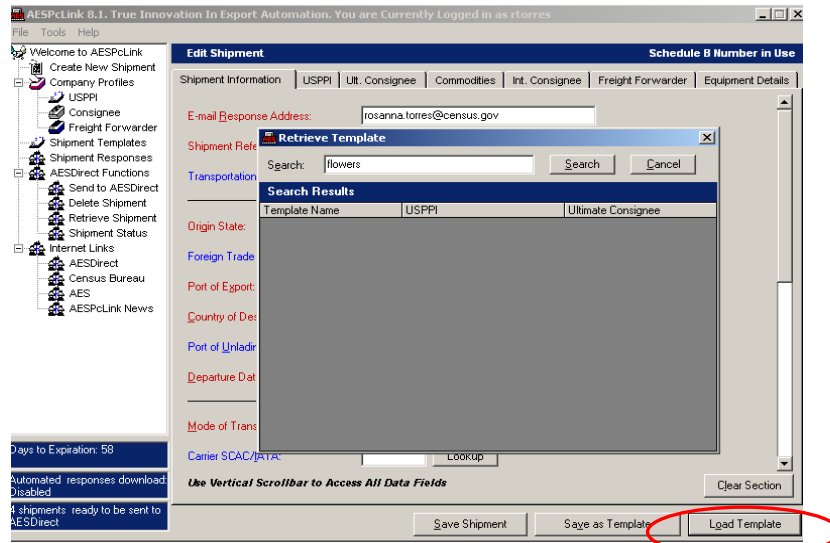 AESPcLink 8.1. True Innovation In Export Automation. You are Currently Logged in as rtorres
File Tools Help
Welcome to AESPcLink
Create New Shipment
Company Profiles
USPPI
Consignee
Freight Forwarder
Shipment Templates
Shipment Responses
AESDirect Functions
Send to AESDirect
Delete Shipment
Retrieve Shipment
Shipment Status
Internet Links
AESDirect
Census Bureau
AES
AESPcLink News
Days to Expiration: 58
Automated responses download: Disabled
4 shipments ready to be sent to AESDirect
Edit Shipment Schedule B Number in Use
Shipment Information USPPI Ult. Consignee Commodities Int. Consignee Freight Forwarder Equipment Details
E-mail Response Address: rosanna.torres@census.gov
Shipment Refe
Transportation
Origin State:
Foreign Trade
Port of Export:
Country of Des
Port of Unladin
Departure Dat
Mode of Trans
Carrier SCAC/IATA: Lookup
Retrieve Template
Search: flowers Search Cancel
Search Results
Template Name USPPI Ultimate Consignee
Use Vertical Scrollbar to Access All Data Fields
Clear Section
Save Shipment Save as Template Load Template